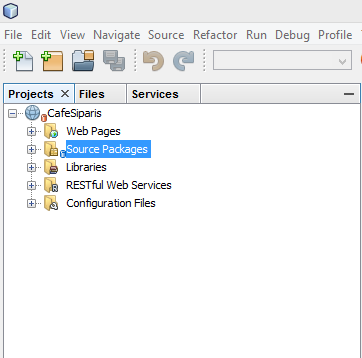 File Edit View Navigate Source Refactor Run Debug Profile
Projects Files Services
CafeSiparis
Web Pages
Source Packages
Libraries
RESTful Web Services
Configuration Files